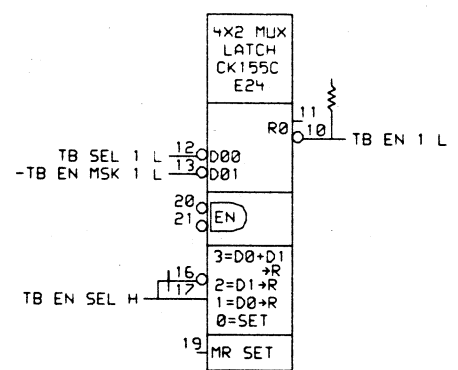 4X2 MUX
LATCH
CK155C
E24
11
R0
10
TB EN 1 L
TB SEL 1 L
12
D00
-TB EN MSK 1 L
13
D01
20
21
EN
3=D0+D1
→R
2=D1→R
1=D0→R
0=SET
16
17
TB EN SEL H
19
MR SET